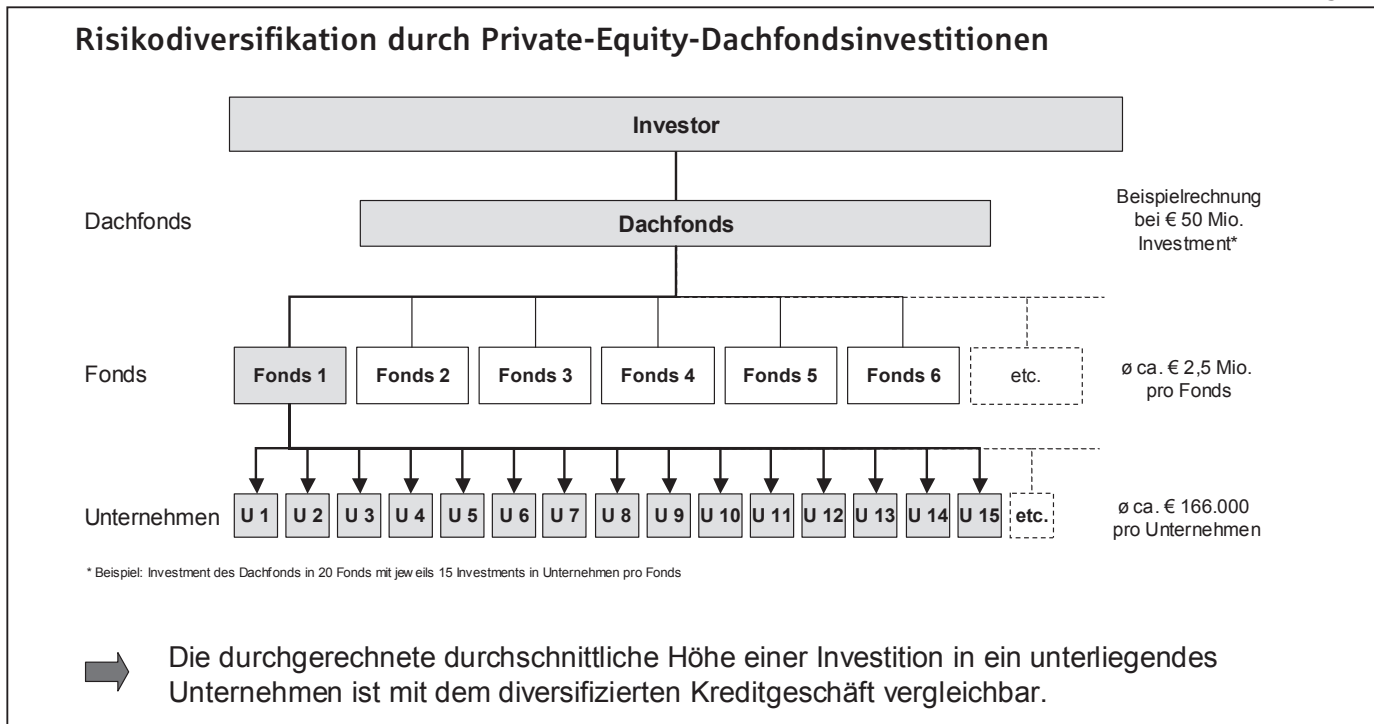 Risikodiversifikation durch Private-Equity-Dachfondsinvestitionen
Investor
Dachfonds
Dachfonds
Beispielrechnung
bei € 50 Mio.
Investment*
Fonds
Fonds 1
Fonds 2
Fonds 3
Fonds 4
Fonds 5
Fonds 6
etc.
ø ca. € 2,5 Mio.
pro Fonds
Unternehmen
U 1
U 2
U 3
U 4
U 5
U 6
U 7
U 8
U 9
U 10
U 11
U 12
U 13
U 14
U 15
etc.
ø ca. € 166.000
pro Unternehmen
* Beispiel: Investment des Dachfonds in 20 Fonds mit jeweils 15 Investments in Unternehmen pro Fonds
Die durchgerechnete durchschnittliche Höhe einer Investition in ein unterliegendes
Unternehmen ist mit dem diversifizierten Kreditgeschäft vergleichbar.